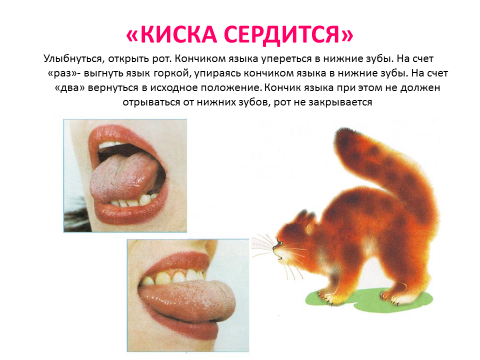 «КИСКА СЕРДИТСЯ»
Улыбнуться, открыть рот. Кончиком языка упереться в нижние зубы. На счет
«раз»- выгнуть язык горкой, упираясь кончиком языка в нижние зубы. На счет
«два» вернуться в исходное положение. Кончик языка при этом не должен
отрываться от нижних зубов, рот не закрывается